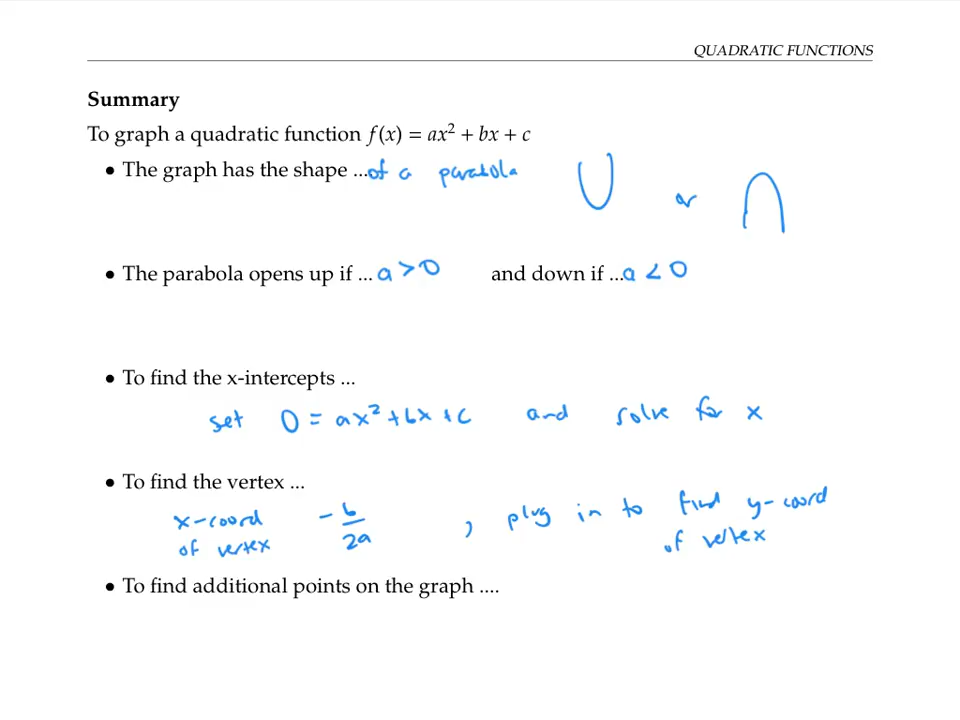 QUADRATIC FUNCTIONS
Summary
To graph a quadratic function f(x) = ax² + bx + c
• The graph has the shape ... of a parabola or
• The parabola opens up if ... a > 0 and down if ... a < 0
• To find the x-intercepts ...
set 0 = ax² + bx + c and solve for x
• To find the vertex ...
x-coord of vertex -b/2a , plug in to find y-coord of vertex
• To find additional points on the graph ....